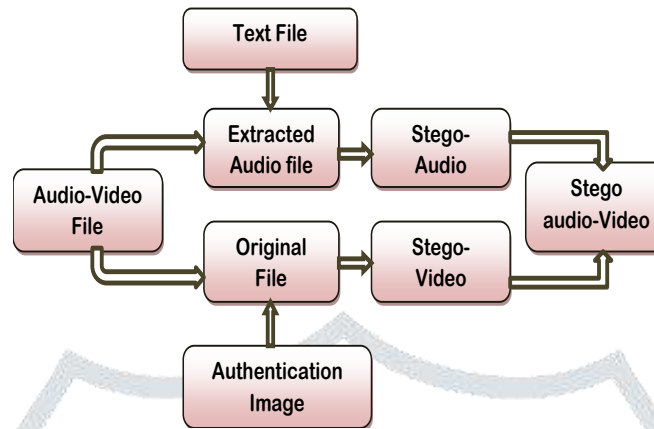 Text File
Extracted
Audio file
Stego-
Audio
Audio-Video
File
Stego
audio-Video
Original
File
Stego-
Video
Authentication
Image